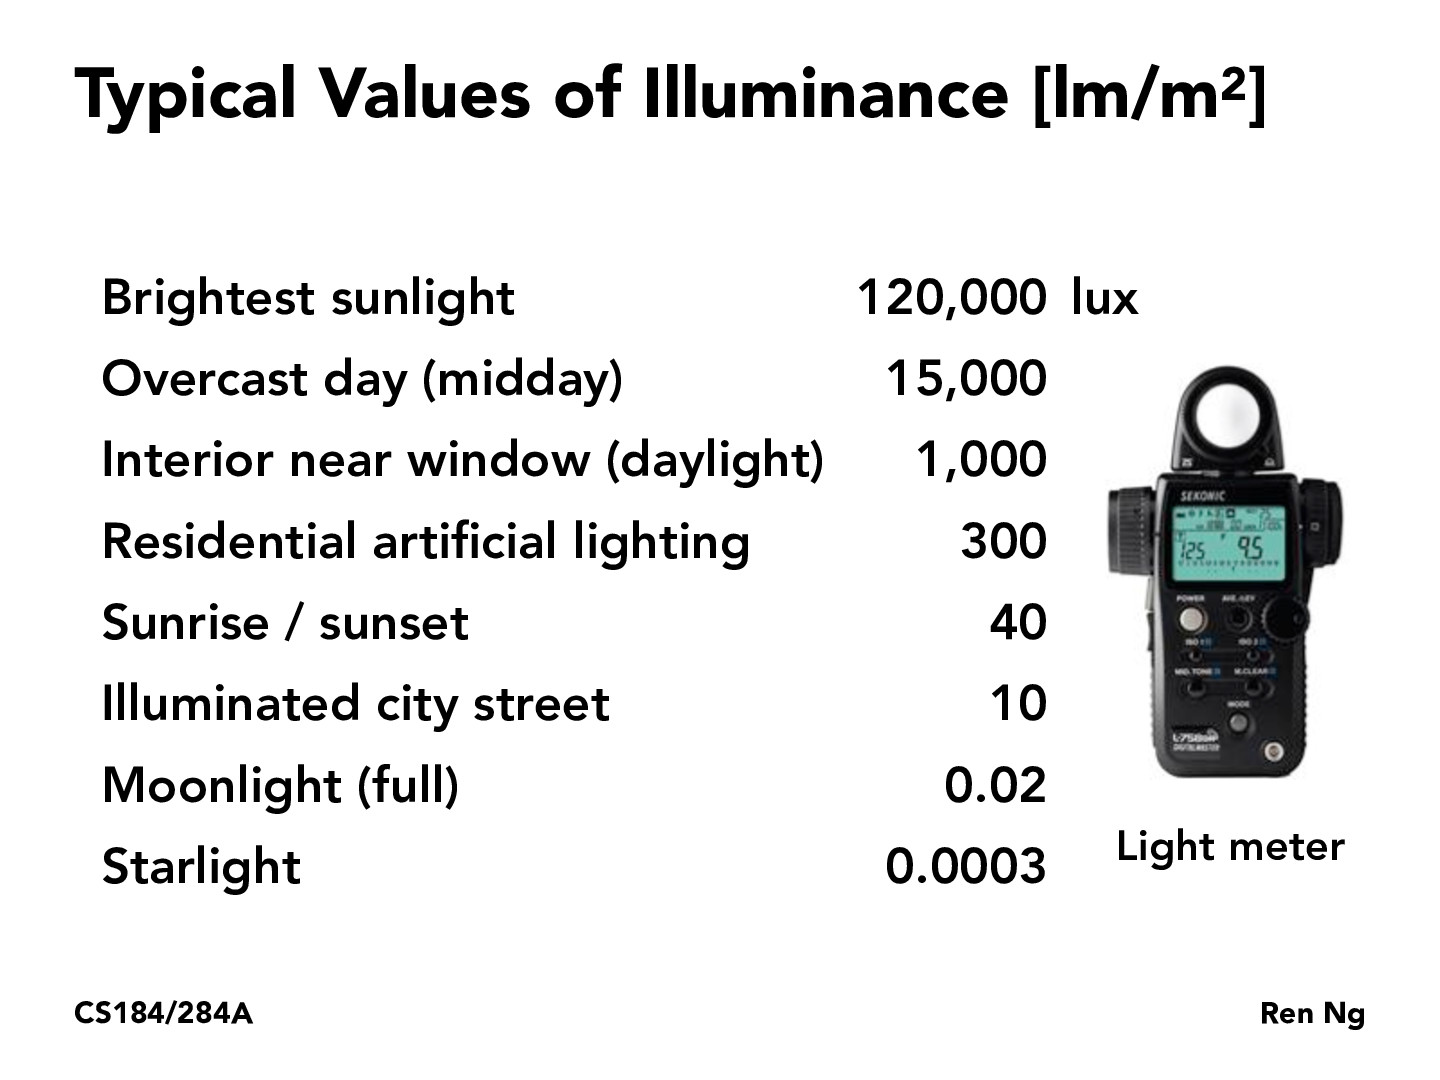 Typical Values of Illuminance [lm/m²]
Brightest sunlight 120,000 lux
Overcast day (midday) 15,000
Interior near window (daylight) 1,000
Residential artificial lighting 300
Sunrise / sunset 40
Illuminated city street 10
Moonlight (full) 0.02
Starlight 0.0003
SEKONIC
125 9.5
POWER
ISO 1 ISO 2
MID. TONE M.CLEAR
MODE
L-758DR
DIGITALMASTER
Light meter
CS184/284A Ren Ng